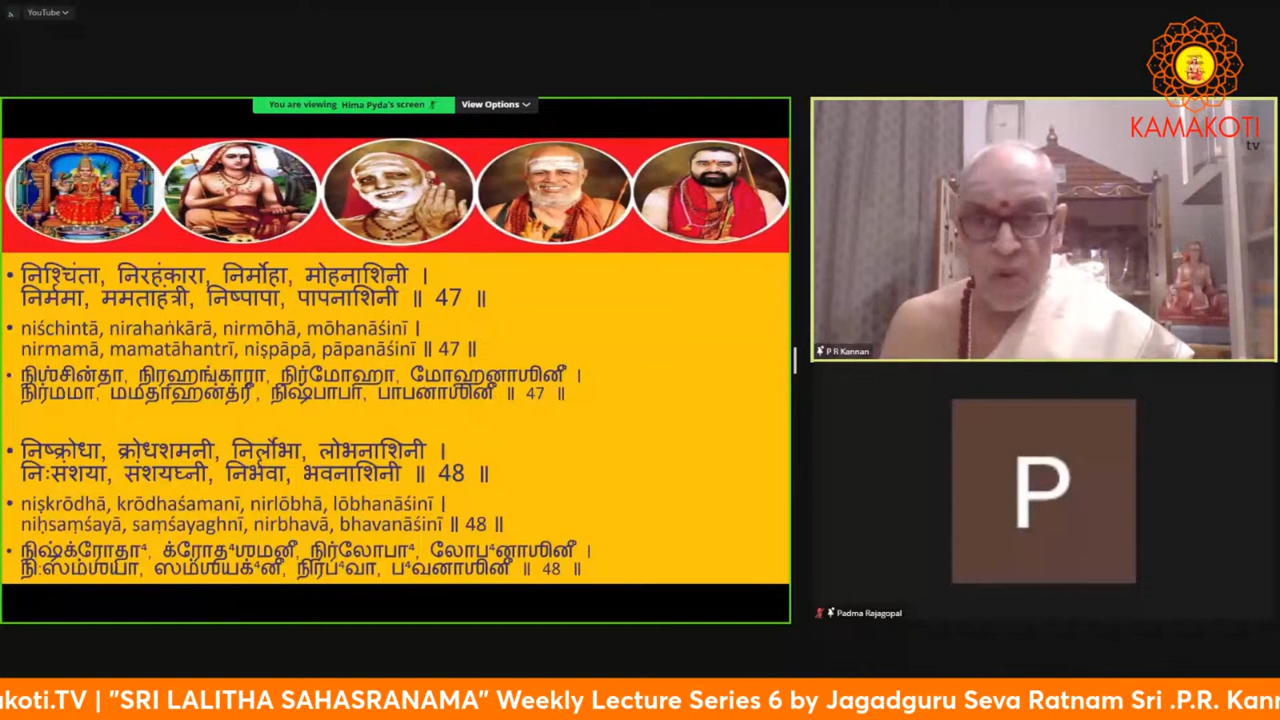 YouTube
KAMAKOTI
tv
You are viewing Hima Pyda's screen
View Options
• निश्चिंता, निरहंकारा, निर्मोहा, मोहनाशिनी ।
निर्ममा, ममताहंत्री, निष्पापा, पापनाशिनी ॥ 47 ॥
• niśchintā, nirahaṅkārā, nirmōhā, mōhanāśinī |
nirmamā, mamatāhantrī, niṣpāpā, pāpanāśinī ॥ 47 ॥
• நிஶ்சின்தா, நிரஹங்காரா, நிர்மோஹா, மோஹனாஶினீ ।
நிர்மமா, மமதாஹன்த்ரீ, நிஷ்பாபா, பாபனாஶினீ ॥ 47 ॥
• निष्क्रोधा, क्रोधशमनी, निर्लोभा, लोभनाशिनी ।
निःसंशया, संशयघ्नी, निर्भवा, भवनाशिनी ॥ 48 ॥
• niṣkrōdhā, krōdhaśamanī, nirlōbhā, lōbhanāśinī |
niḥsaṃśayā, saṃśayaghnī, nirbhavā, bhavanāśinī ॥ 48 ॥
• நிஷ்க்ரோதா⁴, க்ரோத⁴ஶமனீ, நிர்லோபா⁴, லோப⁴னாஶினீ ।
நி:ஸம்ஶயா, ஸம்ஶயக்⁴னீ, நிர்ப⁴வா, ப⁴வனாஶினீ ॥ 48 ॥
P R Kannan
P
Padma Rajagopal
akoti.TV | "SRI LALITHA SAHASRANAMA" Weekly Lecture Series 6 by Jagadguru Seva Ratnam Sri .P.R. Kann